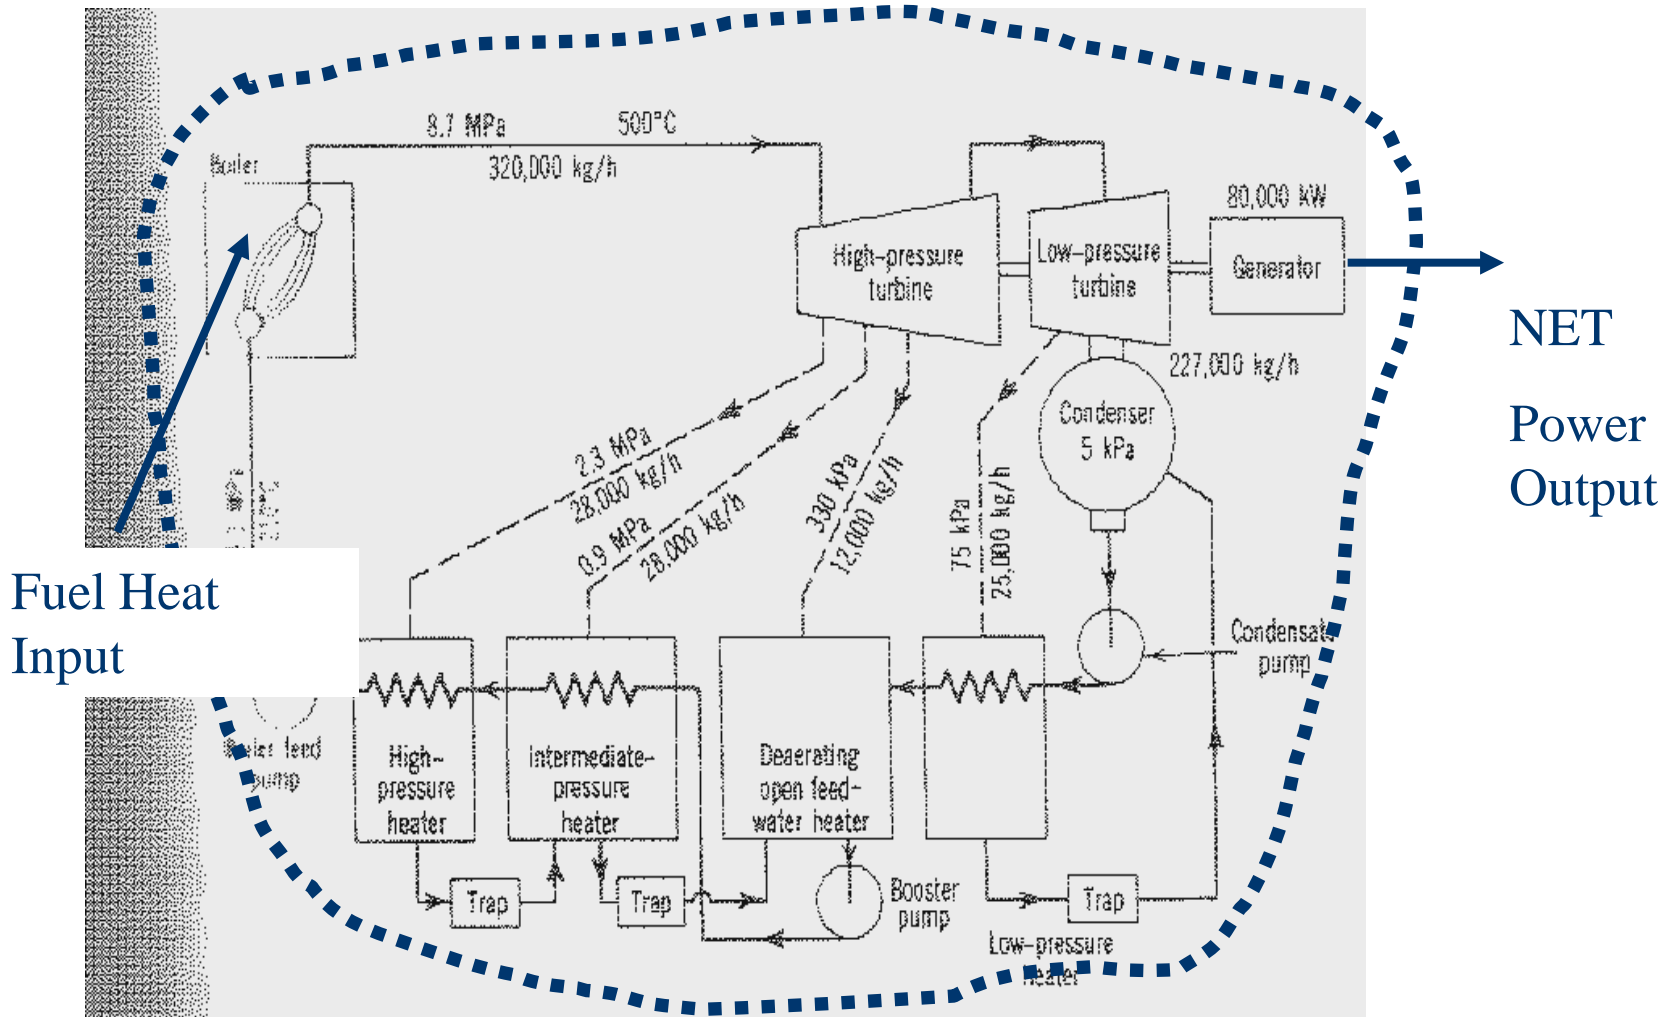 8.7 MPa
500°C
320,000 kg/h
Boiler
High-pressure
turbine
Low-pressure
turbine
80,000 kW
Generator
227,000 kg/h
Condenser
5 kPa
2.3 MPa
28,000 kg/h
0.9 MPa
28,000 kg/h
330 kPa
12,000 kg/h
75 kPa
25,000 kg/h
NET
Power
Output
Fuel Heat
Input
Condensate
pump
Boiler feed
pump
High-
pressure
heater
Intermediate-
pressure
heater
Deaerating
open feed-
water heater
Trap
Trap
Booster
pump
Trap
Low-pressure
heater